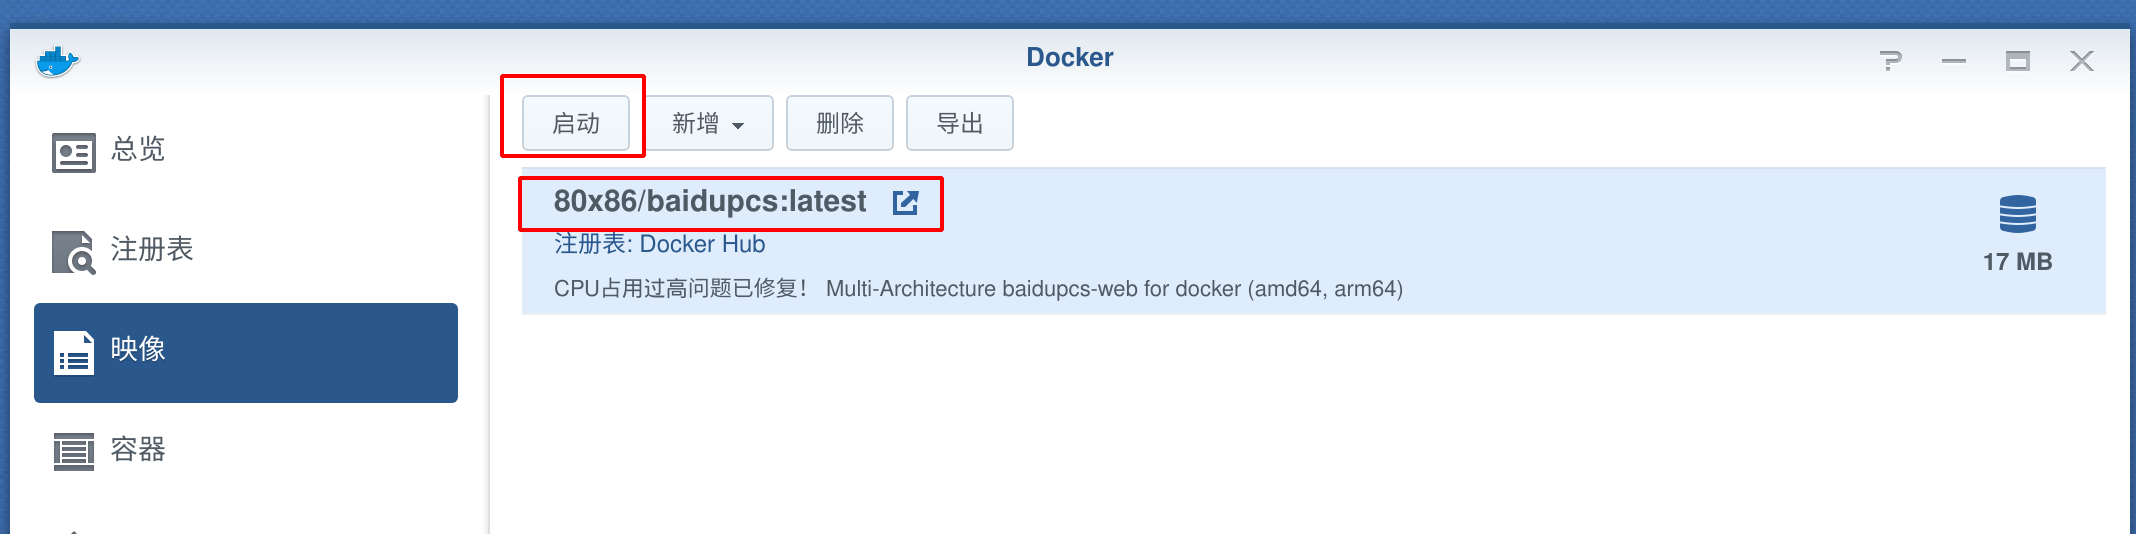 Docker
总览
注册表
映像
容器
启动
新增
删除
导出
80x86/baidupcs:latest
注册表: Docker Hub
CPU占用过高问题已修复！ Multi-Architecture baidupcs-web for docker (amd64, arm64)
17 MB